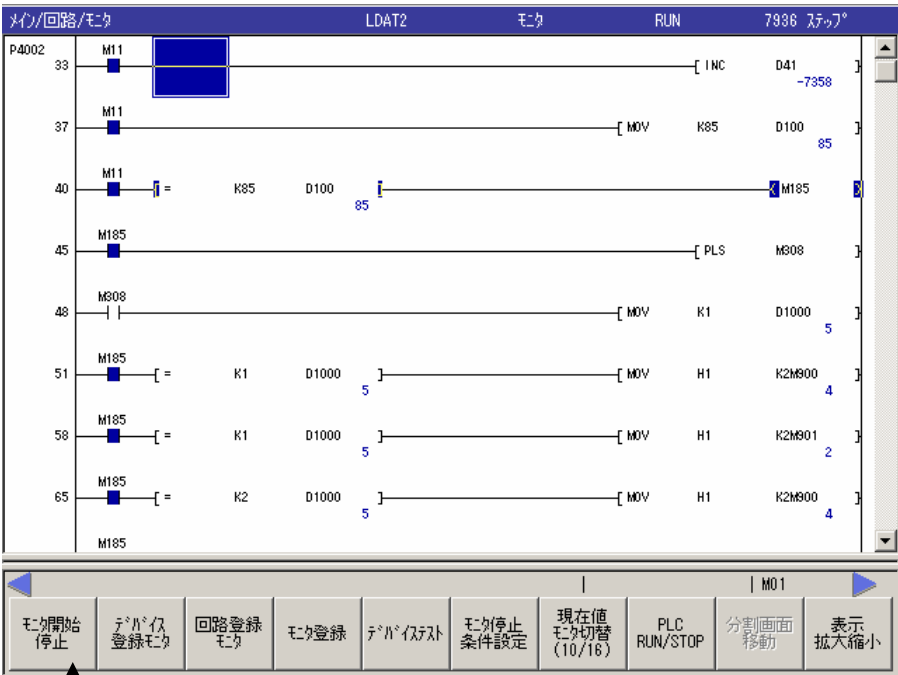 ﾒｲﾝ/回路/ﾓﾆﾀ LDAT2 ﾓﾆﾀ RUN 7936 ｽﾃｯﾌﾟ
P4002 M11
33 [ INC D41 ]
-7358
M11
37 [ MOV K85 D100 ]
85
M11
40 [ = K85 D100 ] ( M185 )
85
M185
45 [ PLS M308 ]
M308
48 [ MOV K1 D1000 ]
5
M185
51 [ = K1 D1000 ] [ MOV H1 K2M900 ]
5 4
M185
58 [ = K1 D1000 ] [ MOV H1 K2M901 ]
5 2
M185
65 [ = K2 D1000 ] [ MOV H1 K2M900 ]
5 4
M185
| | M01
ﾓﾆﾀ開始
停止
ﾃﾞﾊﾞｲｽ
登録ﾓﾆﾀ
回路登録
ﾓﾆﾀ
ﾓﾆﾀ登録
ﾃﾞﾊﾞｲｽﾃｽﾄ
ﾓﾆﾀ停止
条件設定
現在値
ﾓﾆﾀ切替
(10/16)
PLC
RUN/STOP
分割画面
移動
表示
拡大縮小